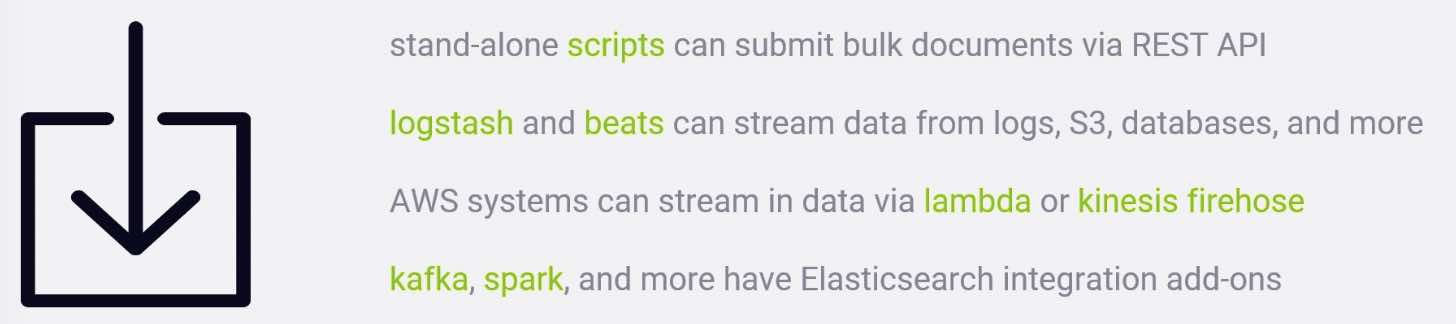 stand-alone scripts can submit bulk documents via REST API
logstash and beats can stream data from logs, S3, databases, and more
AWS systems can stream in data via lambda or kinesis firehose
kafka, spark, and more have Elasticsearch integration add-ons